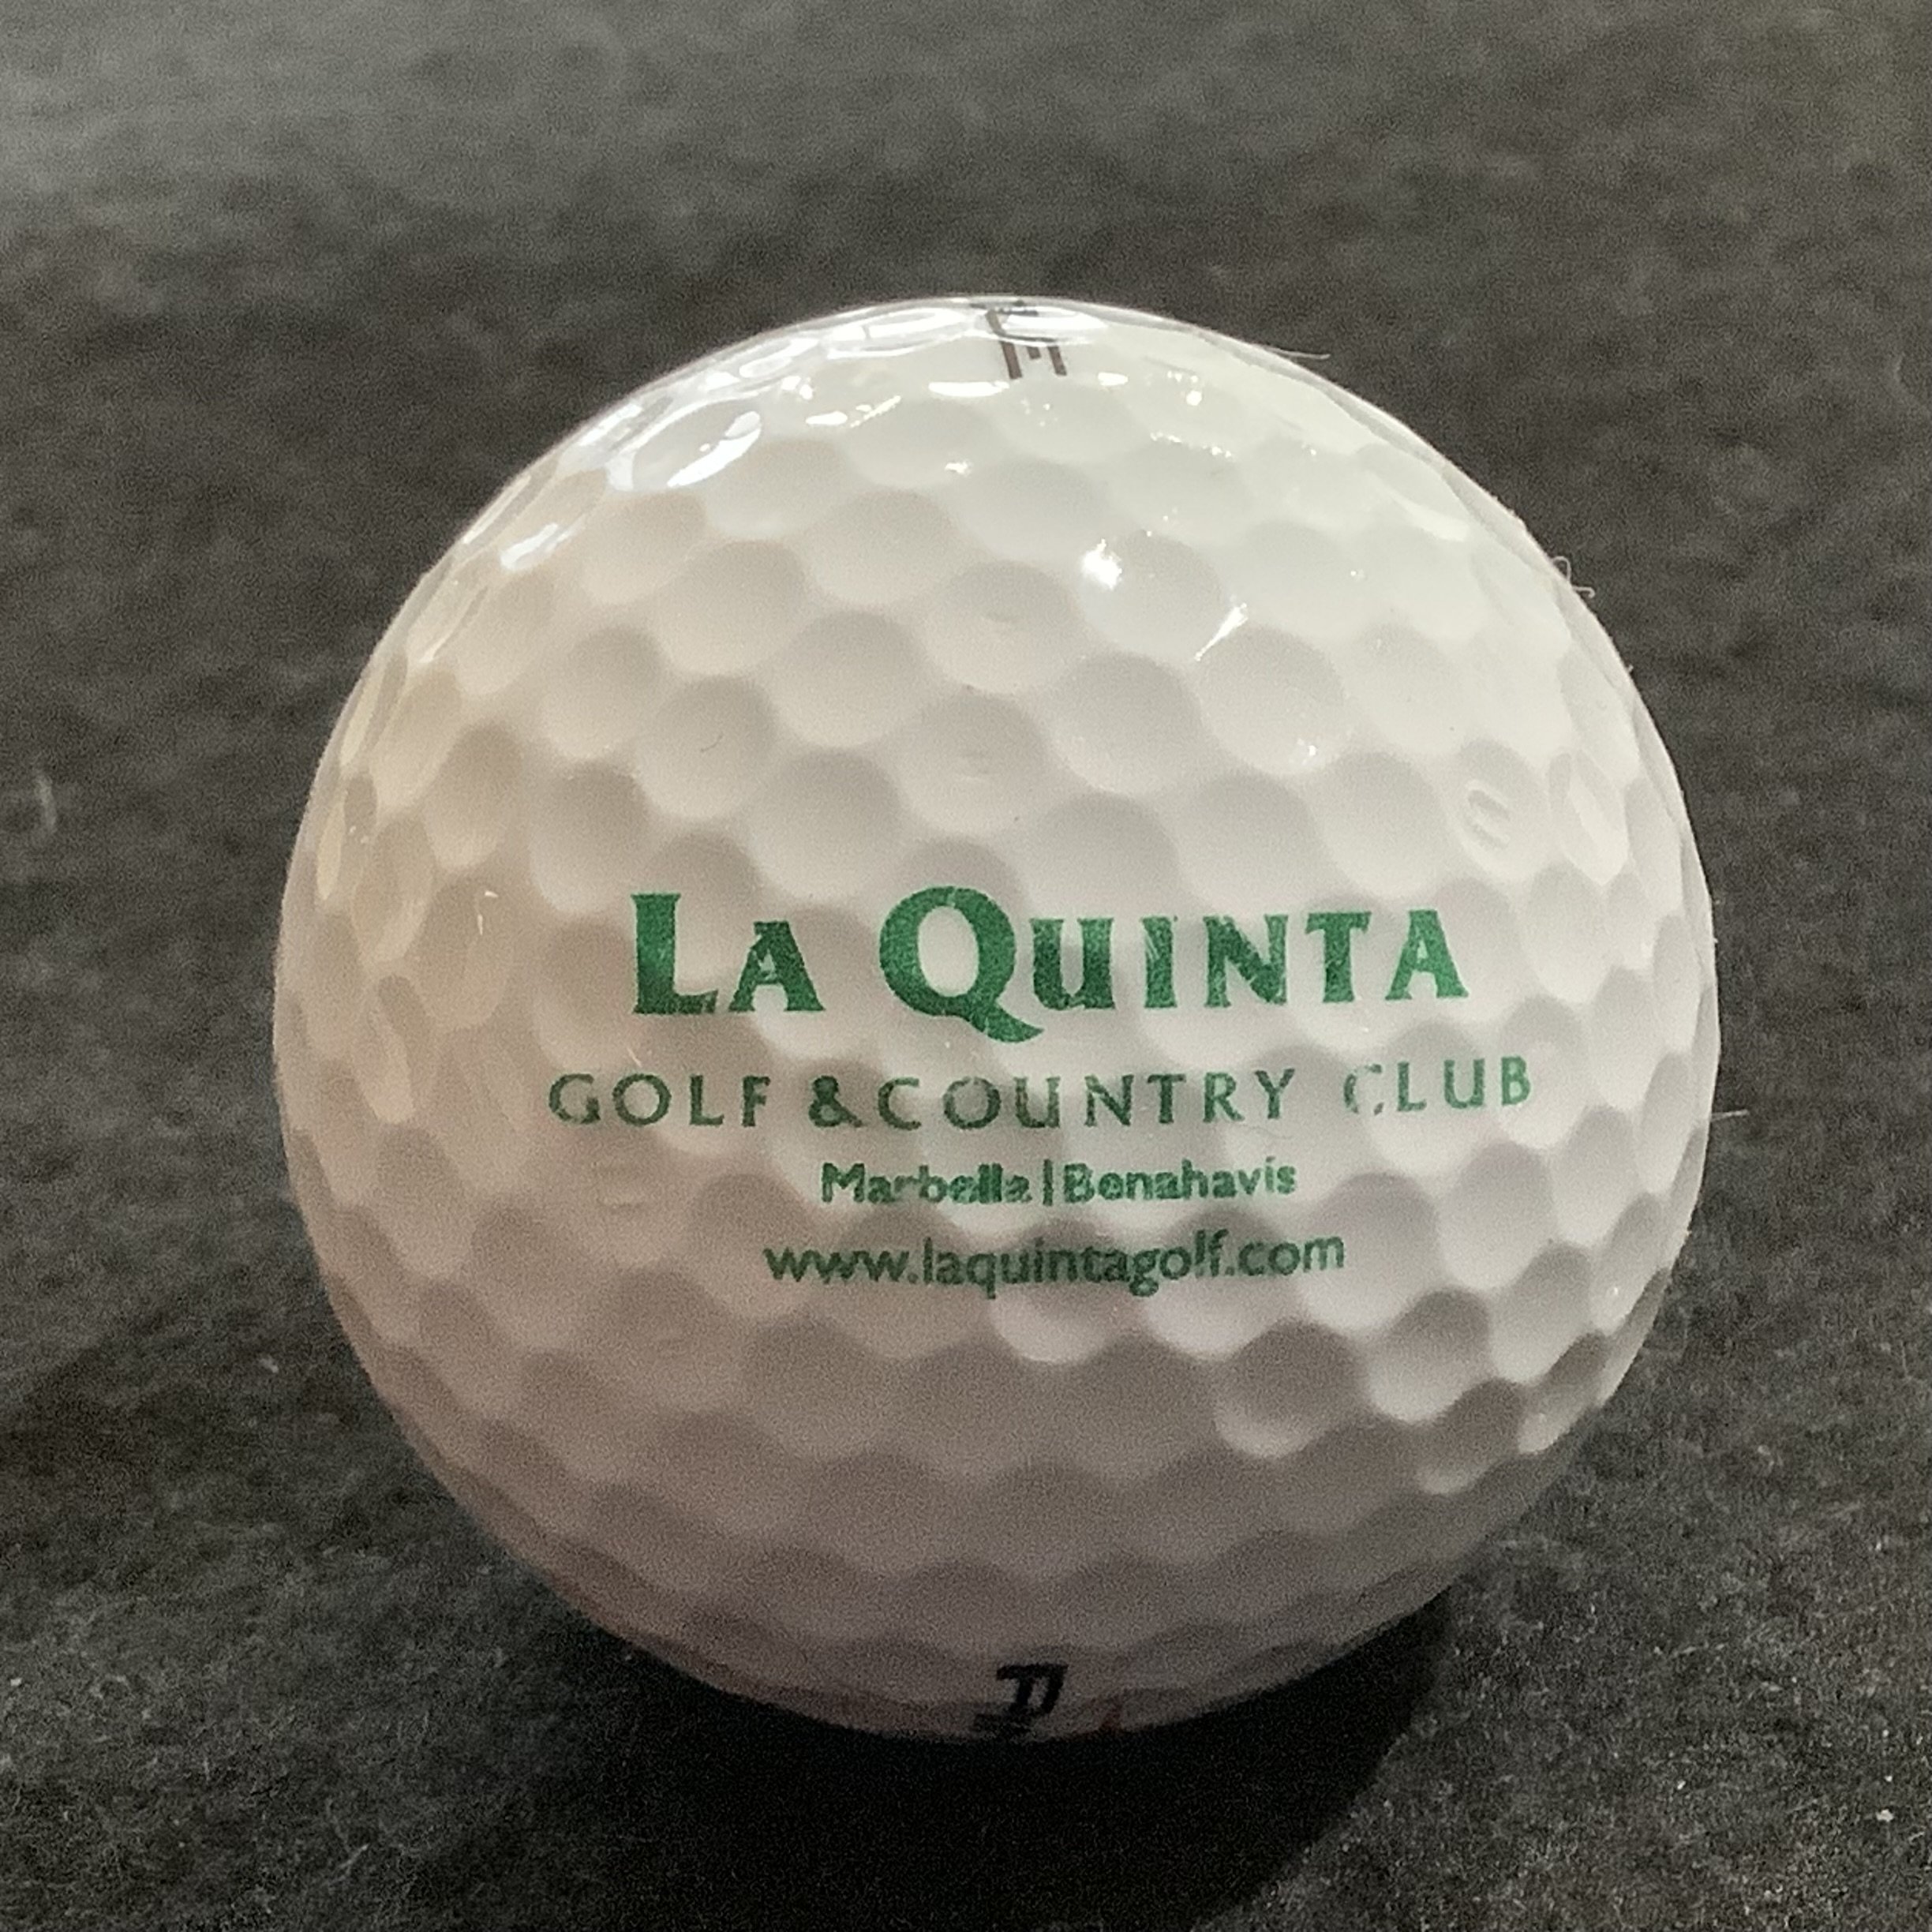 LA QUINTA
GOLF & COUNTRY CLUB
Marbella | Benahavis
www.laquintagolf.com